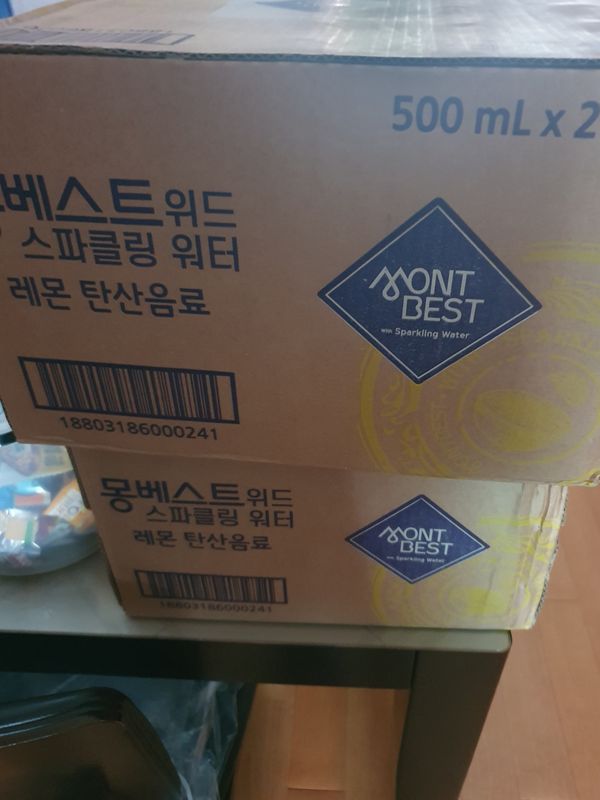 500 mL x 2
베스트위드
스파클링 워터
레몬 탄산음료
MONT
BEST
WITH Sparkling Water
18803186000241
몽베스트위드
스파클링 워터
레몬 탄산음료
MONT
BEST
WITH Sparkling Water
18803186000241